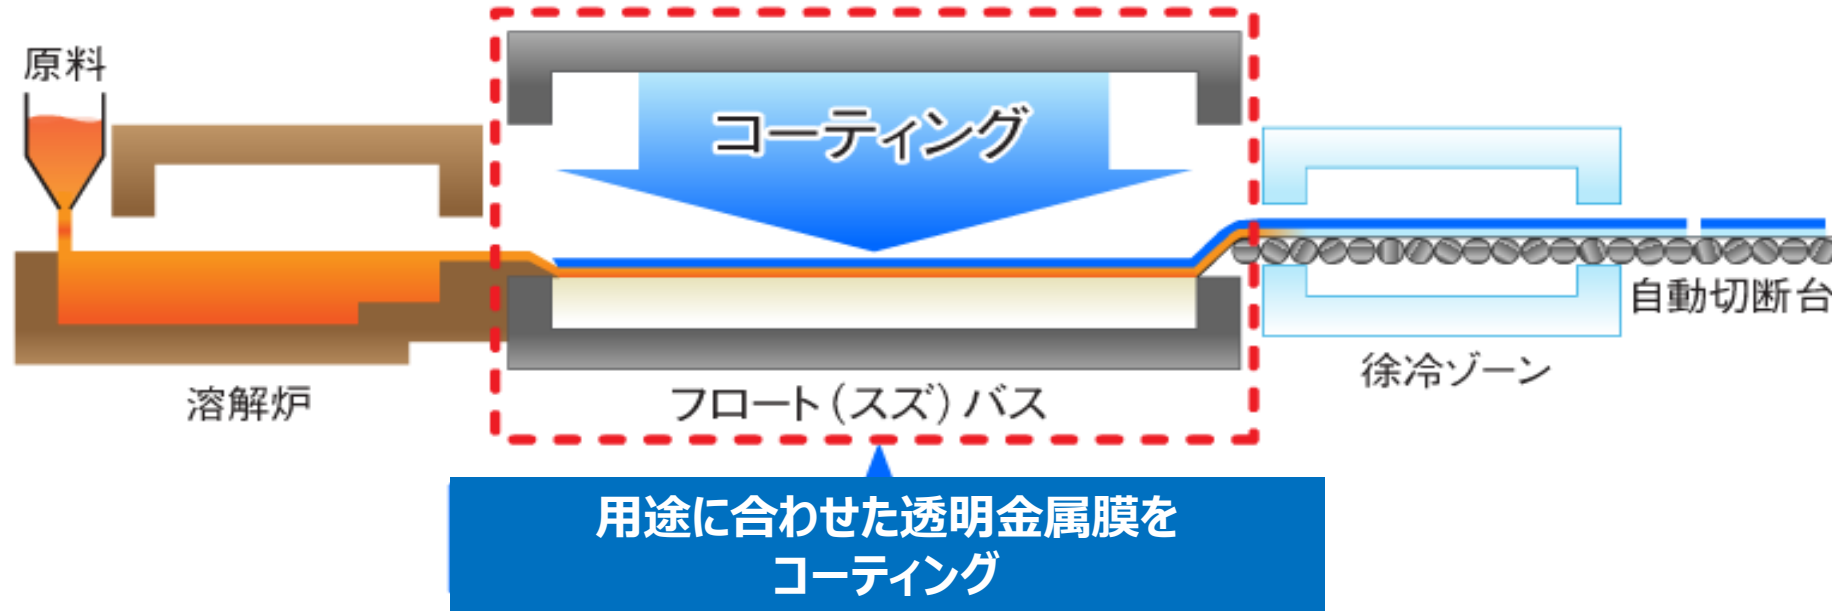 原料
コーティング
自動切断台
徐冷ゾーン
溶解炉
フロート(スズ)バス
用途に合わせた透明金属膜を
コーティング